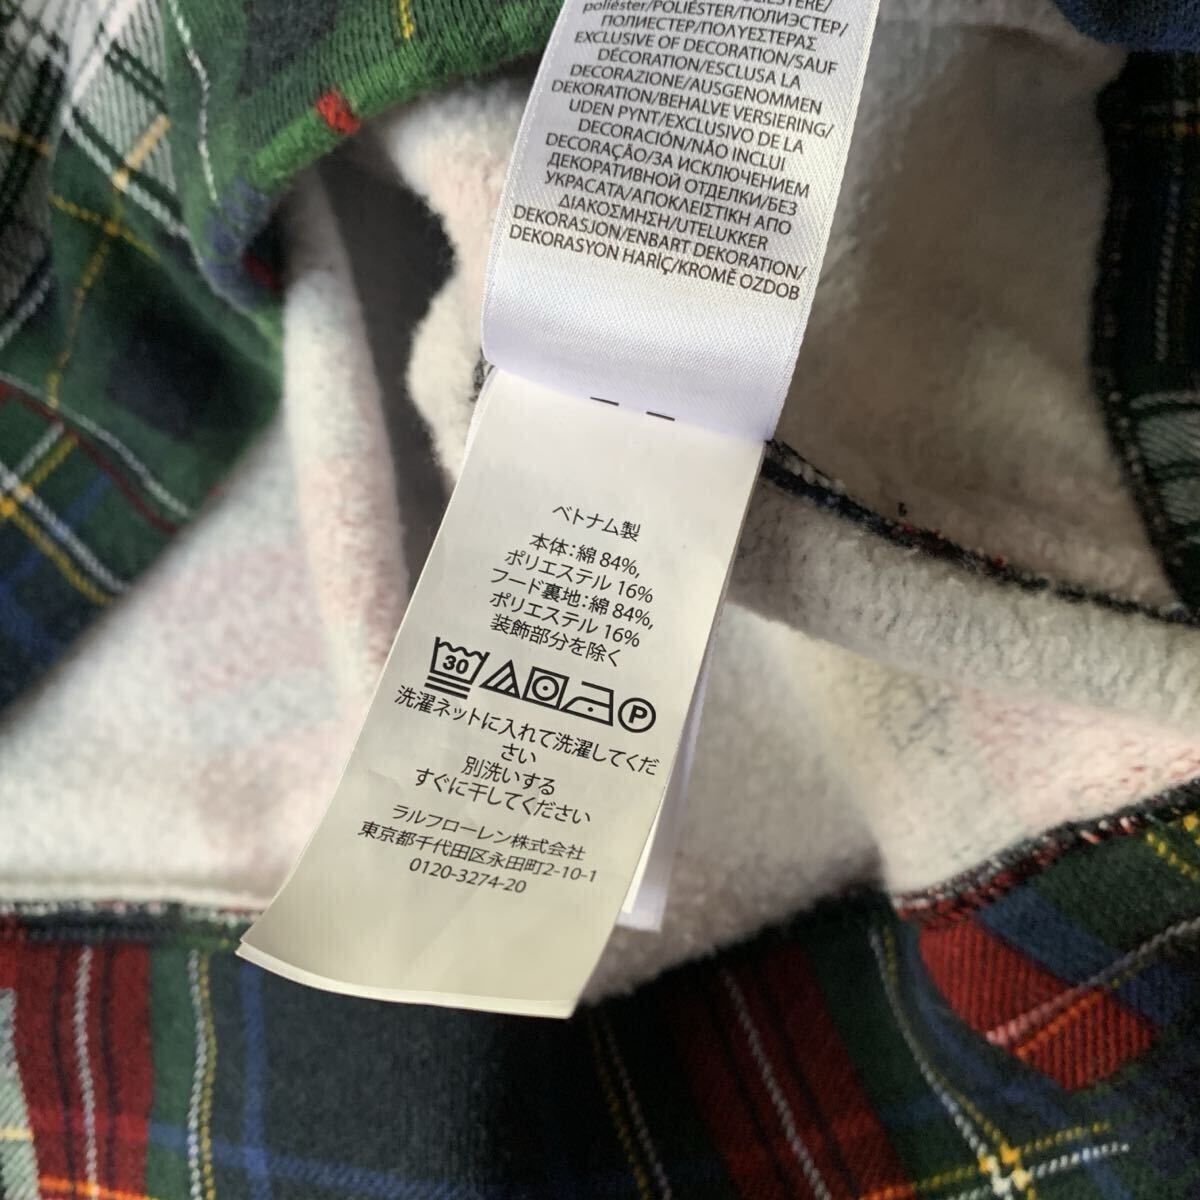 poliéster/POLIÉSTER/ПОЛИЭСТЕР/
ПОЛИЕСТЕР/ΠΟΛΥΕΣΤΕΡΑΣ
EXCLUSIVE OF DECORATION/SAUF
DÉCORATION/ESCLUSA LA
DECORAZIONE/AUSGENOMMEN
DEKORATION/BEHALVE VERSIERING/
UDEN PYNT/EXCLUSIVO DE LA
DECORACIÓN/NÃO INCLUI
DECORAÇÃO/ЗА ИСКЛЮЧЕНИЕМ
ДЕКОРАТИВНОЙ ОТДЕЛКИ/БЕЗ
УКРАСАТА/ΑΠΟΚΛΕΙΣΤΙΚΗ ΑΠΟ
ΔΙΑΚΟΣΜΗΣΗ/UTELUKKER
DEKORASJON/ENBART DEKORATION/
DEKORASYON HARİÇ/KROMĚ OZDOB
ベトナム製
本体：綿 84%,
ポリエステル 16%
フード裏地：綿 84%,
ポリエステル 16%
装飾部分を除く
30 P
洗濯ネットに入れて洗濯してくだ
さい
別洗いする
すぐに干してください
ラルフローレン株式会社
東京都千代田区永田町2-10-1
0120-3274-20